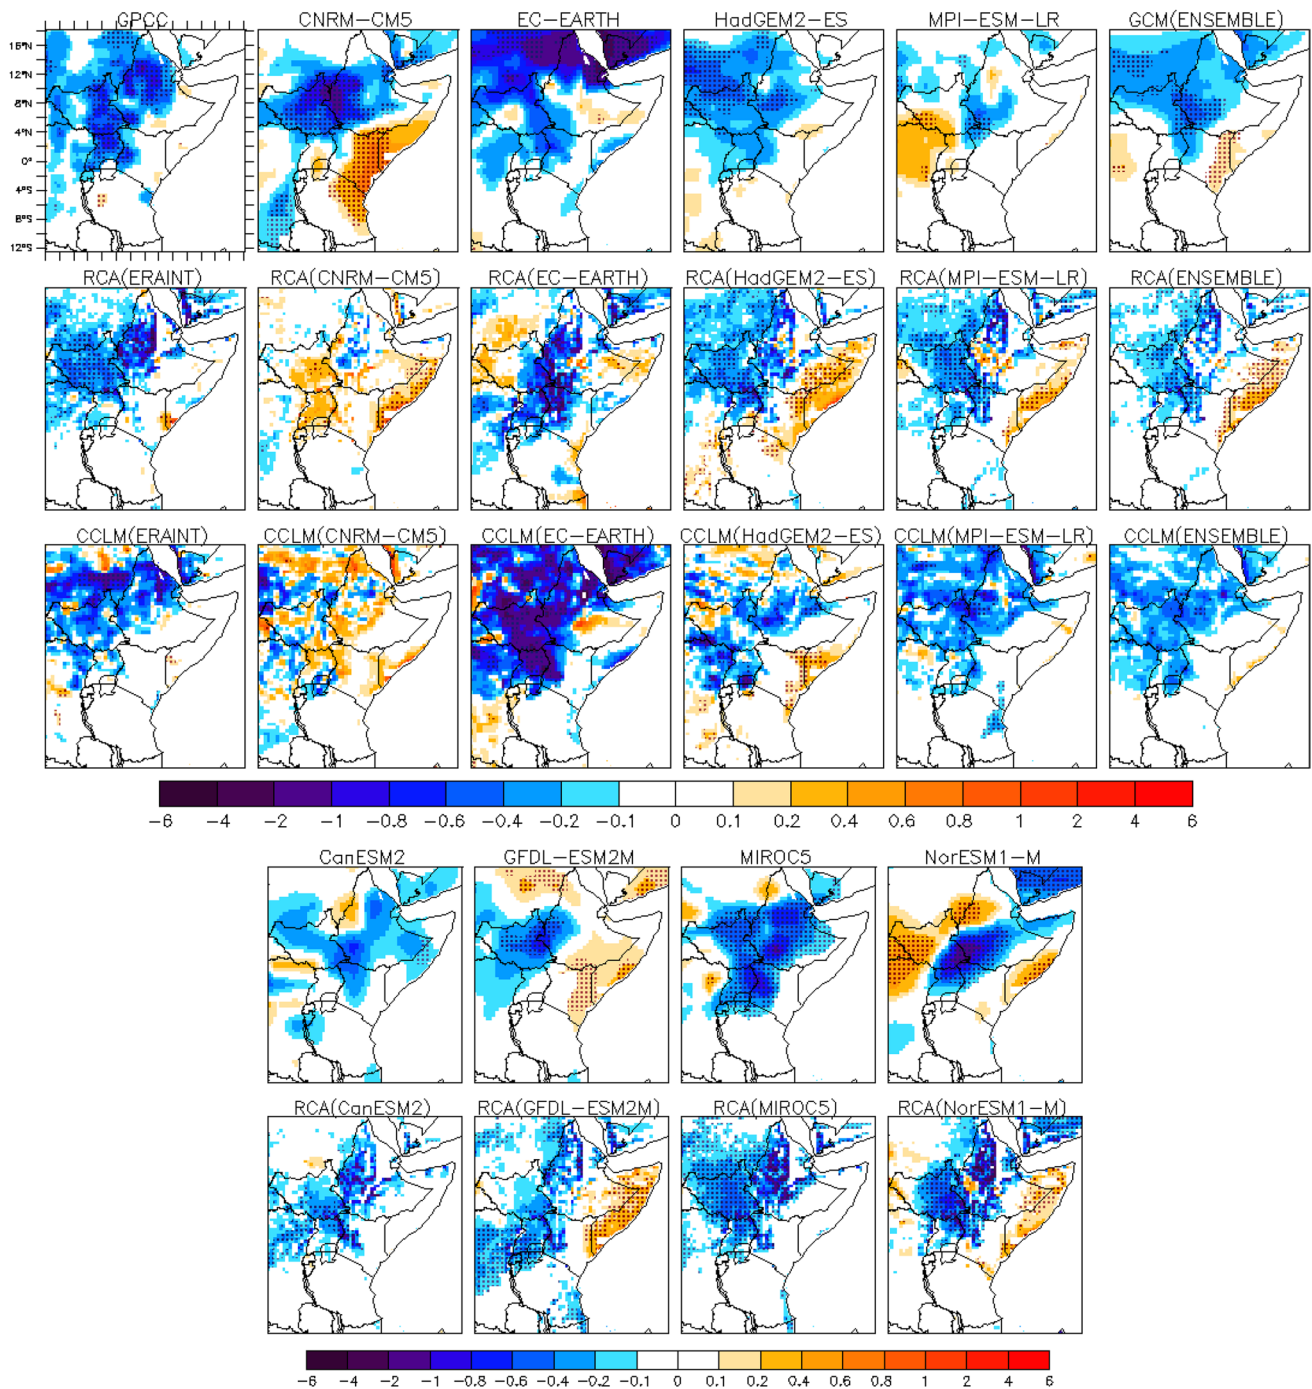 GPCC CNRM-CM5 EC-EARTH HadGEM2-ES MPI-ESM-LR GCM(ENSEMBLE)
16°N
12°N
8°N
4°N
0°
4°S
8°S
12°S
RCA(ERAINT) RCA(CNRM-CM5) RCA(EC-EARTH) RCA(HadGEM2-ES) RCA(MPI-ESM-LR) RCA(ENSEMBLE)
CCLM(ERAINT) CCLM(CNRM-CM5) CCLM(EC-EARTH) CCLM(HadGEM2-ES) CCLM(MPI-ESM-LR) CCLM(ENSEMBLE)
-6 -4 -2 -1 -0.8 -0.6 -0.4 -0.2 -0.1 0 0.1 0.2 0.4 0.6 0.8 1 2 4 6
CanESM2 GFDL-ESM2M MIROC5 NorESM1-M
RCA(CanESM2) RCA(GFDL-ESM2M) RCA(MIROC5) RCA(NorESM1-M)
-6 -4 -2 -1 -0.8 -0.6 -0.4 -0.2 -0.1 0 0.1 0.2 0.4 0.6 0.8 1 2 4 6